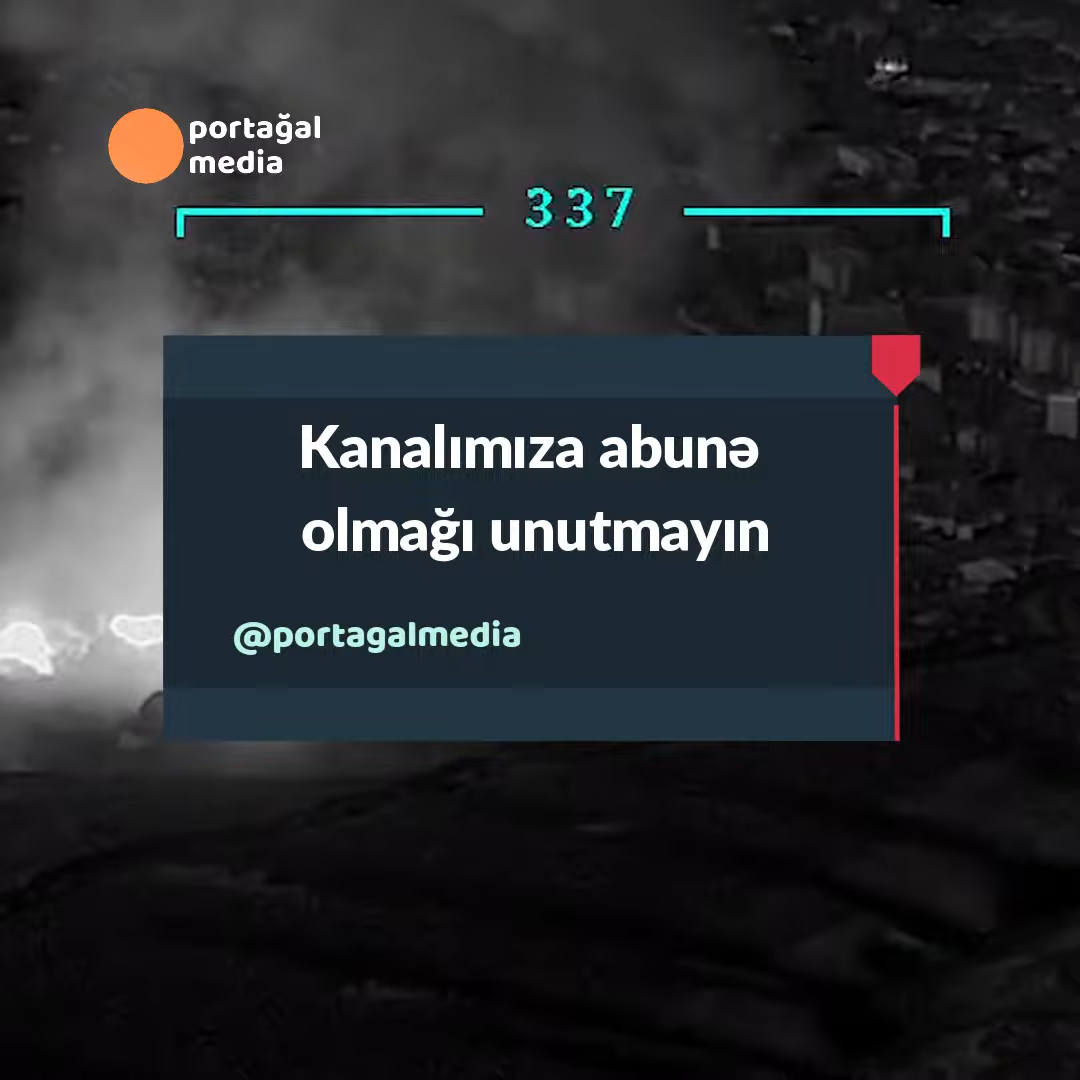 portağal
media
337
Kanalımıza abunə
olmağı unutmayın
@portagalmedia